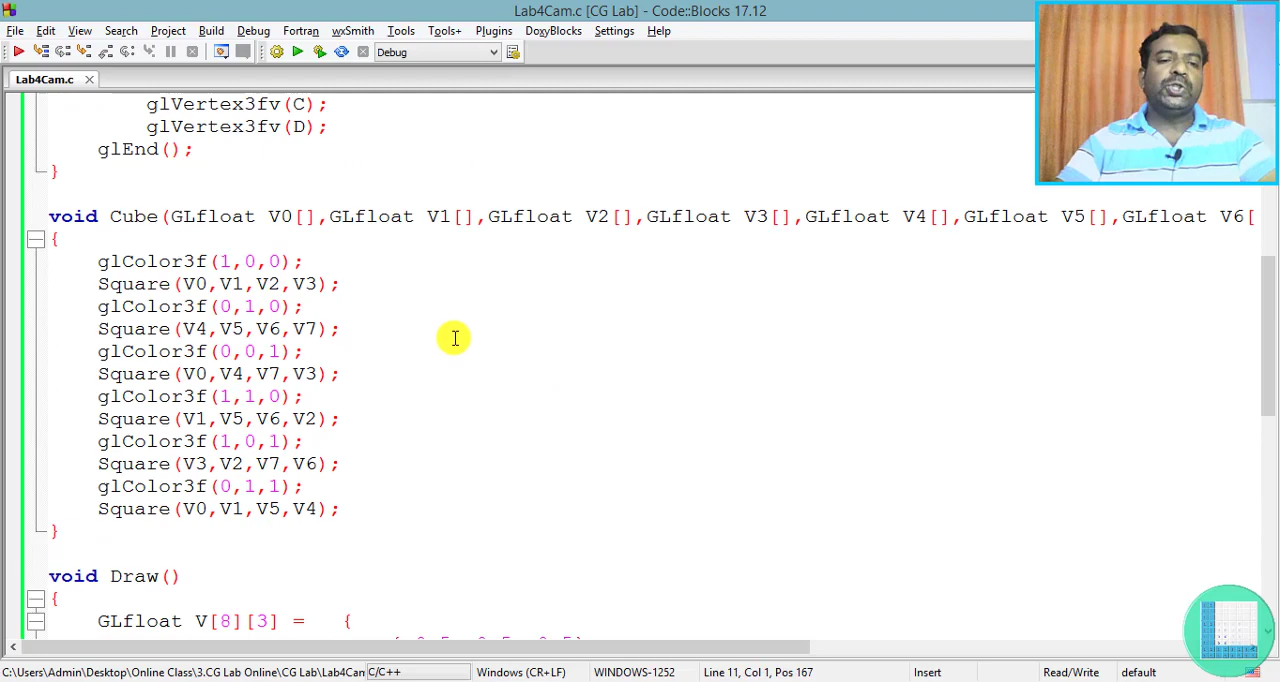 Lab4Cam.c [CG Lab] - Code::Blocks 17.12
File Edit View Search Project Build Debug Fortran wxSmith Tools Tools+ Plugins DoxyBlocks Settings Help
Debug
Lab4Cam.c
glVertex3fv(C);
glVertex3fv(D);
glEnd();
}
void Cube(GLfloat V0[],GLfloat V1[],GLfloat V2[],GLfloat V3[],GLfloat V4[],GLfloat V5[],GLfloat V6[
{
glColor3f(1,0,0);
Square(V0,V1,V2,V3);
glColor3f(0,1,0);
Square(V4,V5,V6,V7);
glColor3f(0,0,1);
Square(V0,V4,V7,V3);
glColor3f(1,1,0);
Square(V1,V5,V6,V2);
glColor3f(1,0,1);
Square(V3,V2,V7,V6);
glColor3f(0,1,1);
Square(V0,V1,V5,V4);
}
void Draw()
{
GLfloat V[8][3] = {
C:\Users\Admin\Desktop\Online Class\3.CG Lab Online\CG Lab\Lab4Cam C/C++ Windows (CR+LF) WINDOWS-1252 Line 11, Col 1, Pos 167 Insert Read/Write default